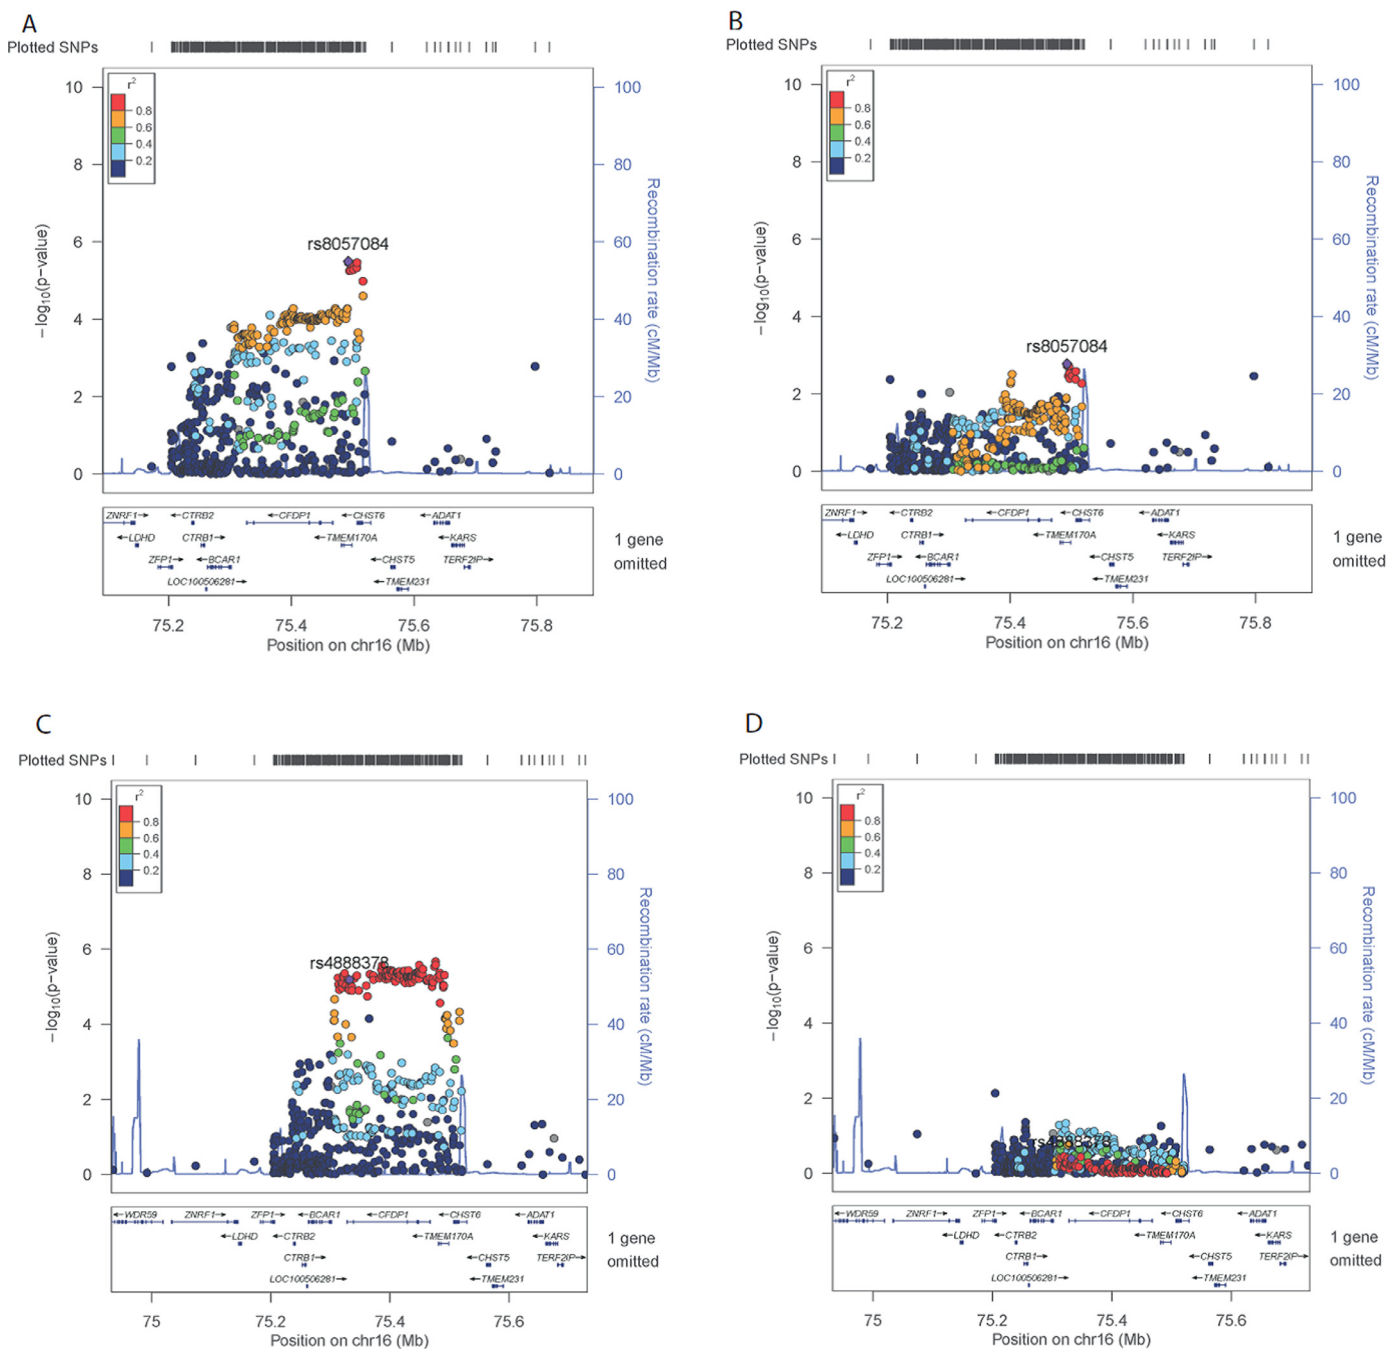 A
Plotted SNPs
r2
0.8
0.6
0.4
0.2
10
8
6
4
2
0
−log10(p−value)
100
80
60
40
20
0
Recombination rate (cM/Mb)
rs8057084
ZNRF1→
←CTRB2
CFDP1
←CHST6
←ADAT1
←LDHD
CTRB1→
←TMEM170A
←KARS
ZFP1→
←BCAR1
←CHST5
TERF2IP→
LOC100506281→
←TMEM231
1 gene
omitted
75.2
75.4
75.6
75.8
Position on chr16 (Mb)
B
Plotted SNPs
r2
0.8
0.6
0.4
0.2
10
8
6
4
2
0
−log10(p−value)
100
80
60
40
20
0
Recombination rate (cM/Mb)
rs8057084
ZNRF1→
←CTRB2
←CFDP1
←CHST6
←ADAT1
←LDHD
CTRB1→
←TMEM170A
←KARS
ZFP1→
←BCAR1
←CHST5
TERF2IP→
LOC100506281→
←TMEM231
1 gene
omitted
75.2
75.4
75.6
75.8
Position on chr16 (Mb)
C
Plotted SNPs
r2
0.8
0.6
0.4
0.2
10
8
6
4
2
0
−log10(p−value)
100
80
60
40
20
0
Recombination rate (cM/Mb)
rs4888378
←WDR59
ZNRF1→
ZFP1→
←BCAR1
←CFDP1
←CHST6
←ADAT1
←LDHD
←CTRB2
←TMEM170A
←KARS
CTRB1→
←CHST5
TERF2IP→
LOC100506281→
←TMEM231
1 gene
omitted
75
75.2
75.4
75.6
Position on chr16 (Mb)
D
Plotted SNPs
r2
0.8
0.6
0.4
0.2
10
8
6
4
2
0
−log10(p−value)
100
80
60
40
20
0
Recombination rate (cM/Mb)
rs4888378
←WDR59
ZNRF1→
ZFP1→
←BCAR1
←CFDP1
←CHST6
←ADAT1
←LDHD
←CTRB2
←TMEM170A
←KARS
CTRB1→
←CHST5
TERF2IP→
LOC100506281→
←TMEM231
1 gene
omitted
75
75.2
75.4
75.6
Position on chr16 (Mb)